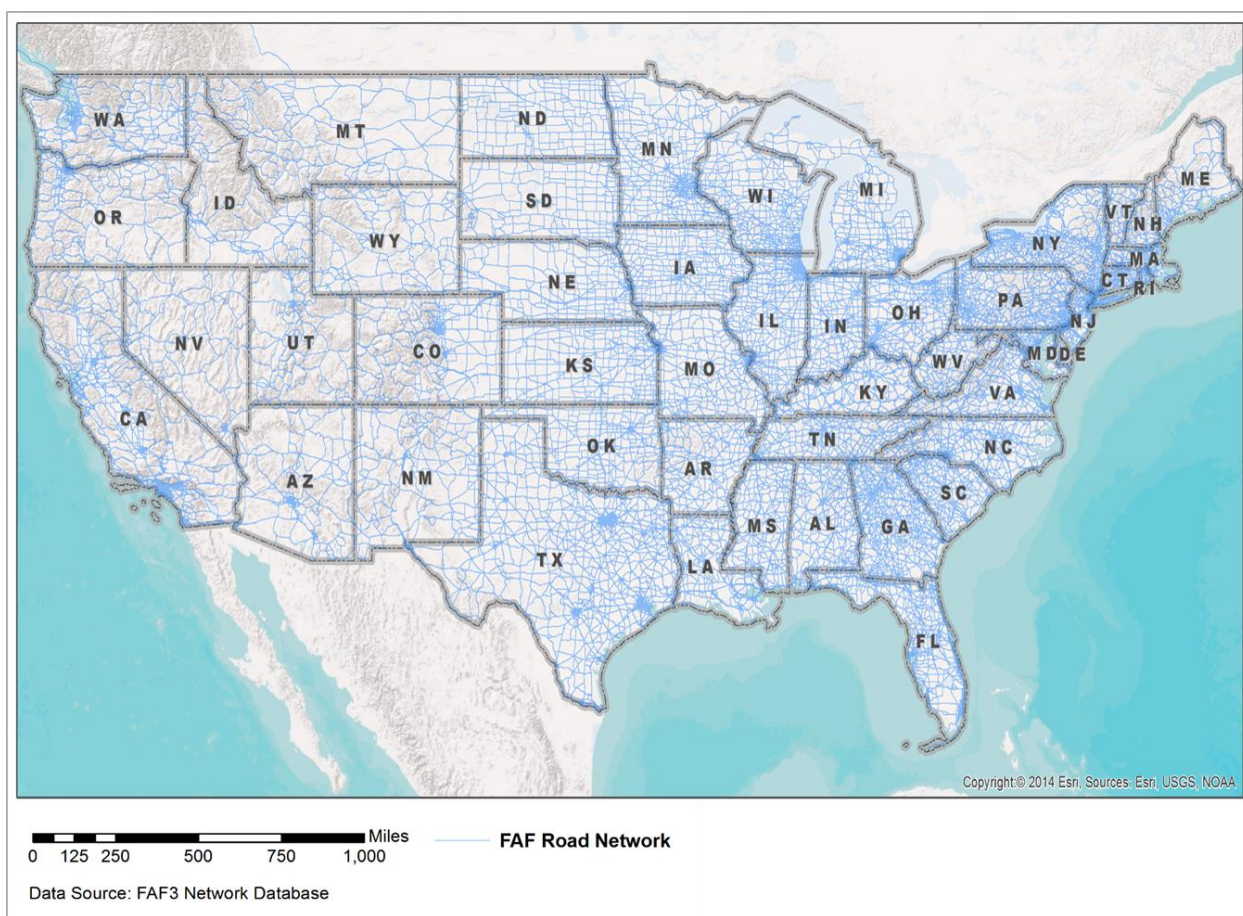 WA
MT
ND
MN
OR
ID
SD
WI
MI
ME
VT
NH
WY
NY
MA
CT
RI
IA
NE
PA
NV
UT
CO
IL
IN
OH
NJ
KS
MO
WV
MD
DE
VA
CA
KY
OK
TN
NC
AZ
NM
AR
SC
MS
AL
GA
TX
LA
FL
Copyright:© 2014 Esri, Sources: Esri, USGS, NOAA
Miles
0 125 250 500 750 1,000
FAF Road Network
Data Source: FAF3 Network Database